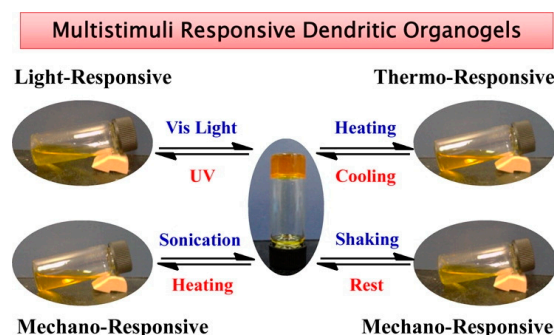 Multistimuli Responsive Dendritic Organogels
Light-Responsive
Thermo-Responsive
Vis Light
Heating
UV
Cooling
Sonication
Shaking
Heating
Rest
Mechano-Responsive
Mechano-Responsive